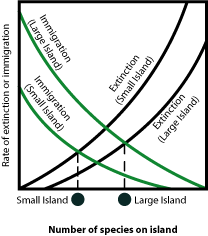 Rate of extinction or immigration
Immigration
(Large Island)
Immigration
(Small Island)
Extinction
(Small Island)
Extinction
(Large Island)
Small Island
Large Island
Number of species on island